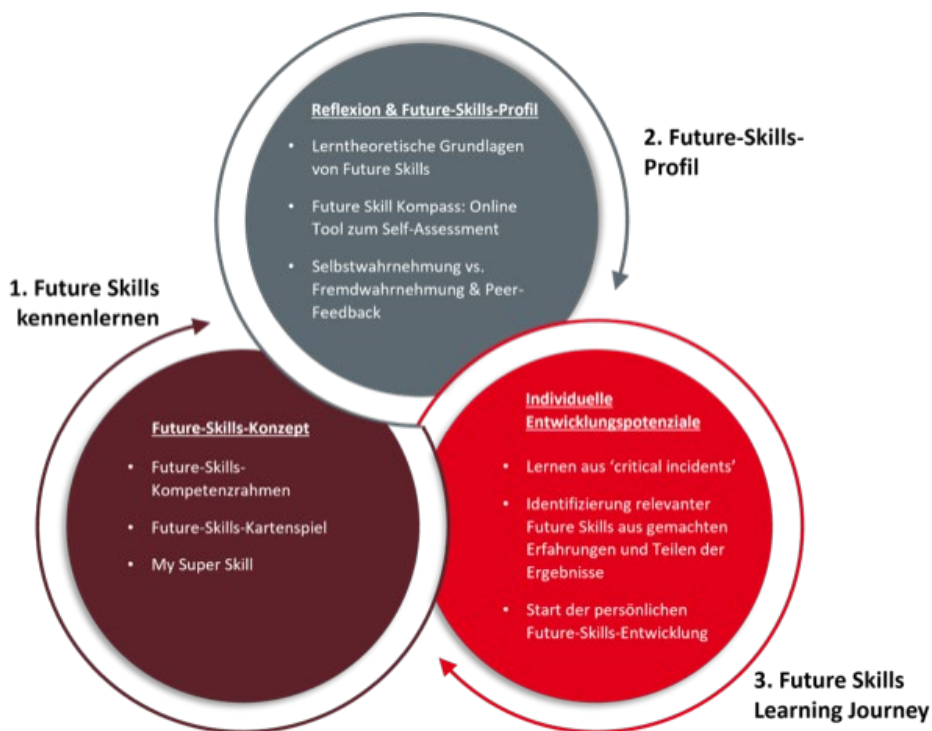 1. Future Skills
kennenlernen
Future-Skills-Konzept
• Future-Skills-
Kompetenzrahmen
• Future-Skills-Kartenspiel
• My Super Skill
2. Future-Skills-
Profil
Reflexion & Future-Skills-Profil
• Lerntheoretische Grundlagen
von Future Skills
• Future Skill Kompass: Online
Tool zum Self-Assessment
• Selbstwahrnehmung vs.
Fremdwahrnehmung & Peer-
Feedback
3. Future Skills
Learning Journey
Individuelle
Entwicklungspotenziale
• Lernen aus ‘critical incidents’
• Identifizierung relevanter
Future Skills aus gemachten
Erfahrungen und Teilen der
Ergebnisse
• Start der persönlichen
Future-Skills-Entwicklung